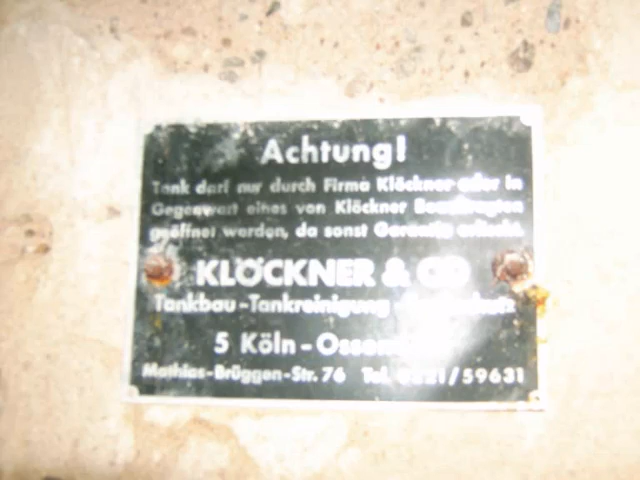 Achtung!
Tank darf nur durch Firma Klöckner oder in
Gegenwart eines von Klöckner Beauftragten
geöffnet werden, da sonst Garantie erlischt.
KLÖCKNER & CO
Tankbau-Tankreinigung
5 Köln-Ossendorf
Mathias-Brüggen-Str. 76 Tel. 0221/59631